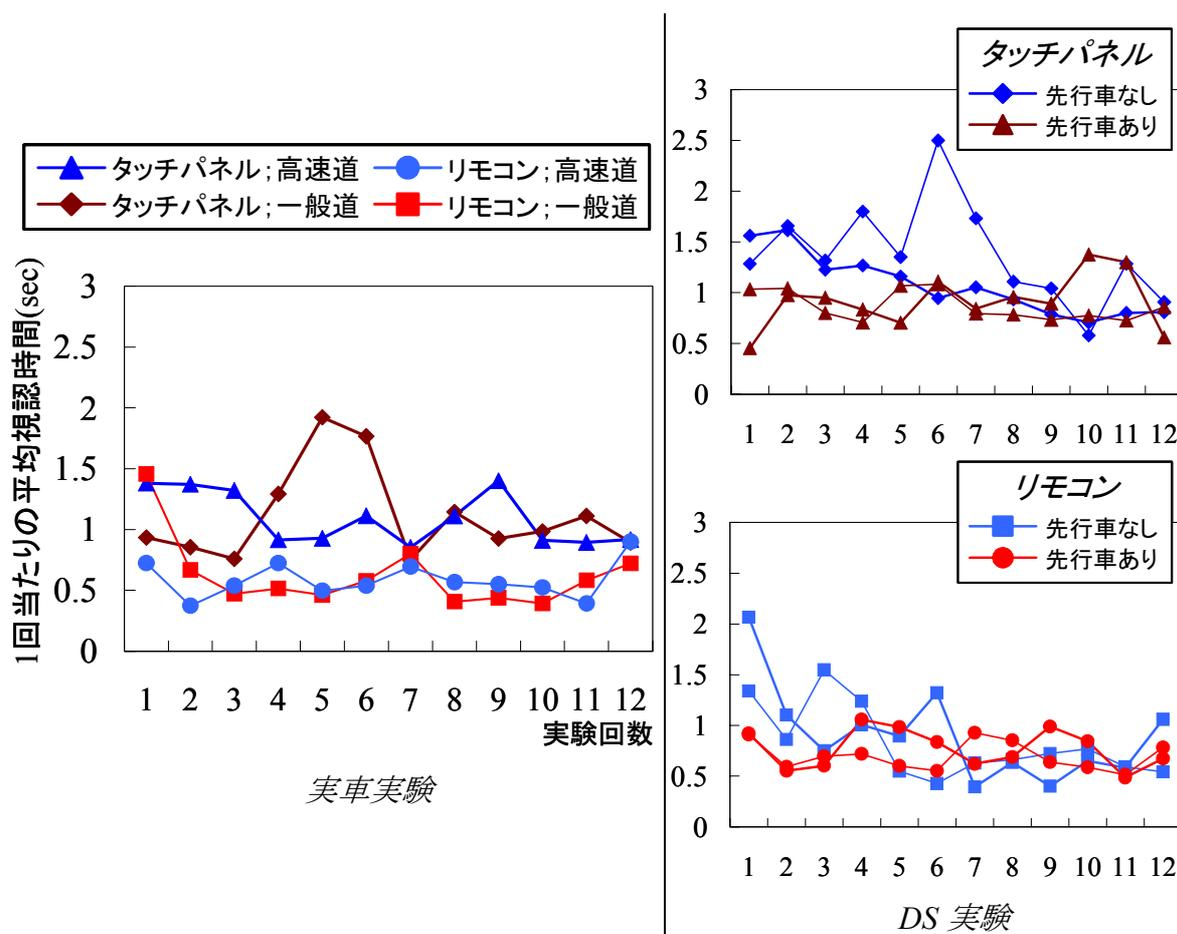 タッチパネル;高速道 リモコン;高速道
タッチパネル;一般道 リモコン;一般道
1回当たりの平均視認時間(sec)
3
2.5
2
1.5
1
0.5
0
1 2 3 4 5 6 7 8 9 10 11 12
実験回数
実車実験
タッチパネル
先行車なし
先行車あり
3
2.5
2
1.5
1
0.5
0
1 2 3 4 5 6 7 8 9 10 11 12
リモコン
先行車なし
先行車あり
3
2.5
2
1.5
1
0.5
0
1 2 3 4 5 6 7 8 9 10 11 12
DS 実験